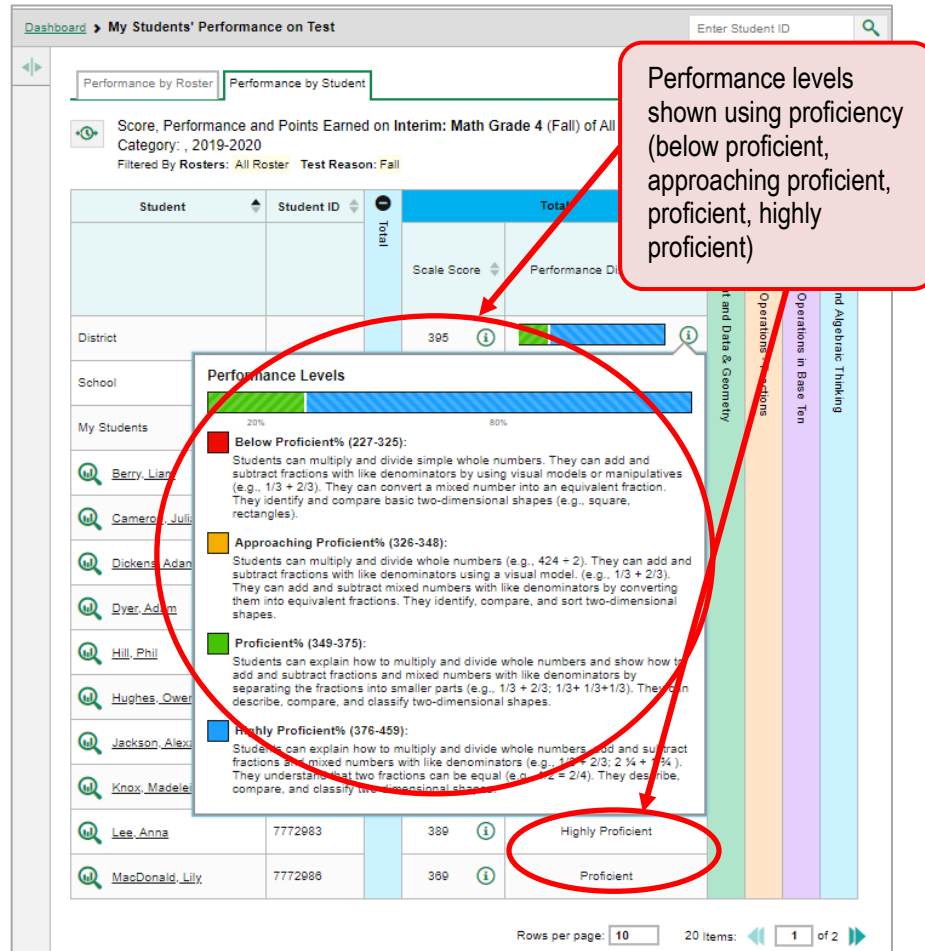 Dashboard > My Students' Performance on Test
Enter Student ID
Performance levels
shown using proficiency
(below proficient,
approaching proficient,
proficient, highly
proficient)
Performance by Roster
Performance by Student
Score, Performance and Points Earned on Interim: Math Grade 4 (Fall) of All
Category: , 2019-2020
Filtered By Rosters: All Roster Test Reason: Fall
Student
Student ID
Total
Total
Scale Score
Performance
and Data & Geometry
Operations Fractions
Operations in Base Ten
Algebraic Thinking
District
395
School
My Students
Performance Levels
20% 80%
Below Proficient% (227-325):
Students can multiply and divide simple whole numbers. They can add and
subtract fractions with like denominators by using visual models or manipulatives
(e.g., 1/3 + 2/3). They can convert a mixed number into an equivalent fraction.
They identify and compare basic two-dimensional shapes (e.g., square,
rectangles).
Approaching Proficient% (326-348):
Students can multiply and divide whole numbers (e.g., 424 ÷ 2). They can add and
subtract fractions with like denominators using a visual model. (e.g., 1/3 + 2/3).
They can add and subtract mixed numbers with like denominators by converting
them into equivalent fractions. They identify, compare, and sort two-dimensional
shapes.
Proficient% (349-375):
Students can explain how to multiply and divide whole numbers and show how to
add and subtract fractions and mixed numbers with like denominators by
separating the fractions into smaller parts (e.g., 1/3 + 2/3; 1/3+ 1/3+1/3). They can
describe, compare, and classify two-dimensional shapes.
Highly Proficient% (376-459):
Students can explain how to multiply and divide whole numbers, add and subtract
fractions and mixed numbers with like denominators (e.g., 1/3 + 2/3; 2 ¼ + 1 ¾ ).
They understand that two fractions can be equal (e.g., 1/2 = 2/4). They describe,
compare, and classify two-dimensional shapes.
Berry, Liam
Cameron, Juli
Dickens, Adam
Dyer, Adam
Hill, Phil
Hughes, Owe
Jackson, Alex
Knox, Madelei
Lee, Anna 7772983 389 Highly Proficient
MacDonald, Lily 7772986 369 Proficient
Rows per page: 10 20 Items: 1 of 2